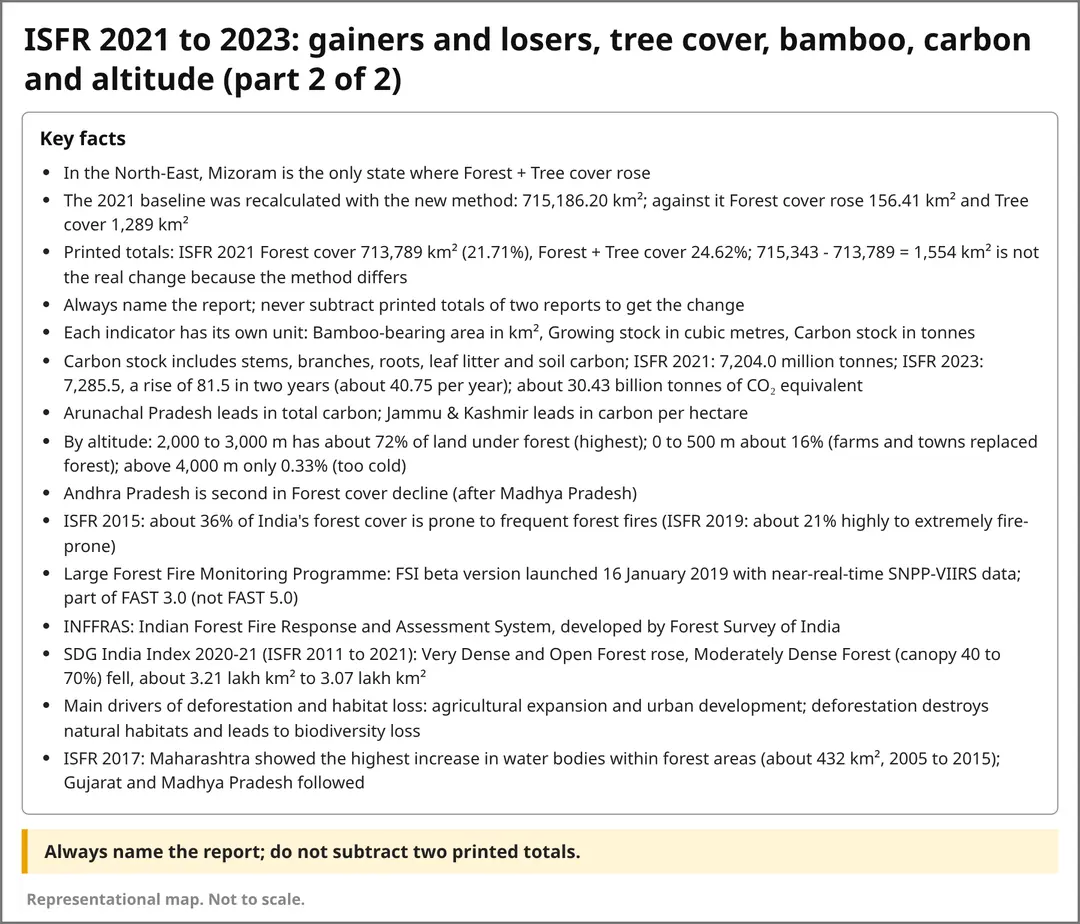 ISFR 2021 to 2023: gainers and losers, tree cover, bamboo, carbon
and altitude (part 2 of 2)
Key facts
• In the North-East, Mizoram is the only state where Forest + Tree cover rose
• The 2021 baseline was recalculated with the new method: 715,186.20 km²; against it Forest cover rose 156.41 km² and Tree
cover 1,289 km²
• Printed totals: ISFR 2021 Forest cover 713,789 km² (21.71%), Forest + Tree cover 24.62%; 715,343 - 713,789 = 1,554 km² is not
the real change because the method differs
• Always name the report; never subtract printed totals of two reports to get the change
• Each indicator has its own unit: Bamboo-bearing area in km², Growing stock in cubic metres, Carbon stock in tonnes
• Carbon stock includes stems, branches, roots, leaf litter and soil carbon; ISFR 2021: 7,204.0 million tonnes; ISFR 2023:
7,285.5, a rise of 81.5 in two years (about 40.75 per year); about 30.43 billion tonnes of CO₂ equivalent
• Arunachal Pradesh leads in total carbon; Jammu & Kashmir leads in carbon per hectare
• By altitude: 2,000 to 3,000 m has about 72% of land under forest (highest); 0 to 500 m about 16% (farms and towns replaced
forest); above 4,000 m only 0.33% (too cold)
• Andhra Pradesh is second in Forest cover decline (after Madhya Pradesh)
• ISFR 2015: about 36% of India's forest cover is prone to frequent forest fires (ISFR 2019: about 21% highly to extremely fire-
prone)
• Large Forest Fire Monitoring Programme: FSI beta version launched 16 January 2019 with near-real-time SNPP-VIIRS data;
part of FAST 3.0 (not FAST 5.0)
• INFFRAS: Indian Forest Fire Response and Assessment System, developed by Forest Survey of India
• SDG India Index 2020-21 (ISFR 2011 to 2021): Very Dense and Open Forest rose, Moderately Dense Forest (canopy 40 to
70%) fell, about 3.21 lakh km² to 3.07 lakh km²
• Main drivers of deforestation and habitat loss: agricultural expansion and urban development; deforestation destroys
natural habitats and leads to biodiversity loss
• ISFR 2017: Maharashtra showed the highest increase in water bodies within forest areas (about 432 km², 2005 to 2015);
Gujarat and Madhya Pradesh followed
Always name the report; do not subtract two printed totals.
Representational map. Not to scale.